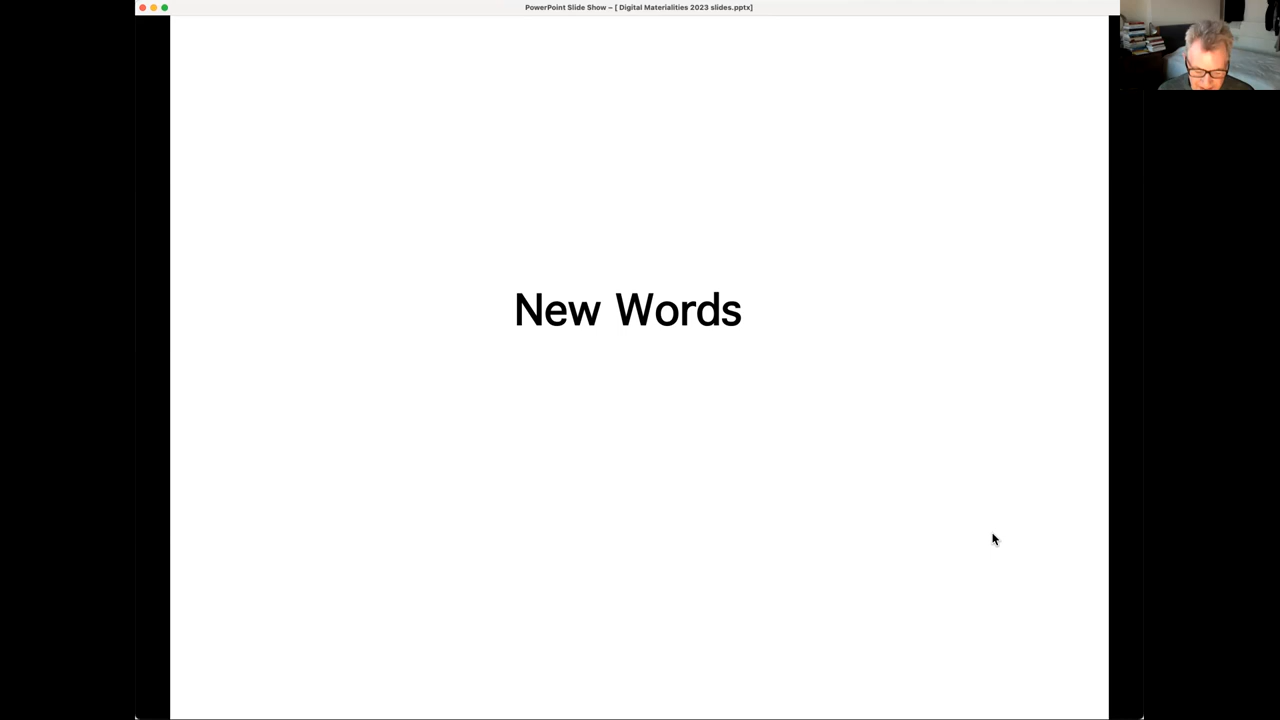 PowerPoint Slide Show – [ Digital Materialities 2023 slides.pptx]
New Words